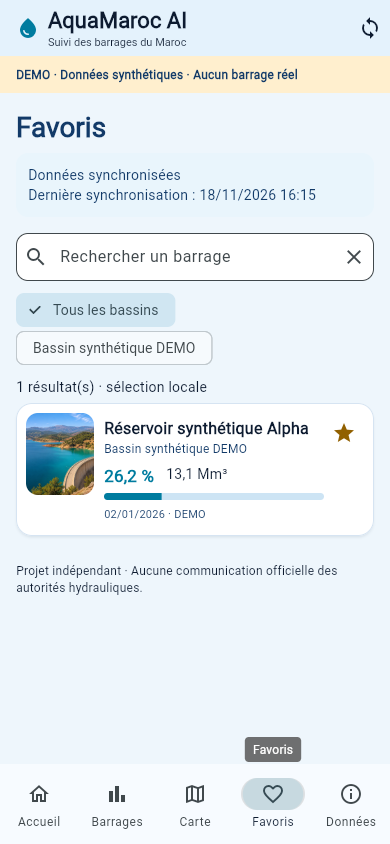 AquaMaroc AI
Suivi des barrages du Maroc
DEMO · Données synthétiques · Aucun barrage réel
Favoris
Données synchronisées
Dernière synchronisation : 18/11/2026 16:15
Rechercher un barrage
Tous les bassins
Bassin synthétique DEMO
1 résultat(s) · sélection locale
Réservoir synthétique Alpha
Bassin synthétique DEMO
26,2 % 13,1 Mm³
02/01/2026 · DEMO
Projet indépendant · Aucune communication officielle des
autorités hydrauliques.
Favoris
Accueil Barrages Carte Favoris Données